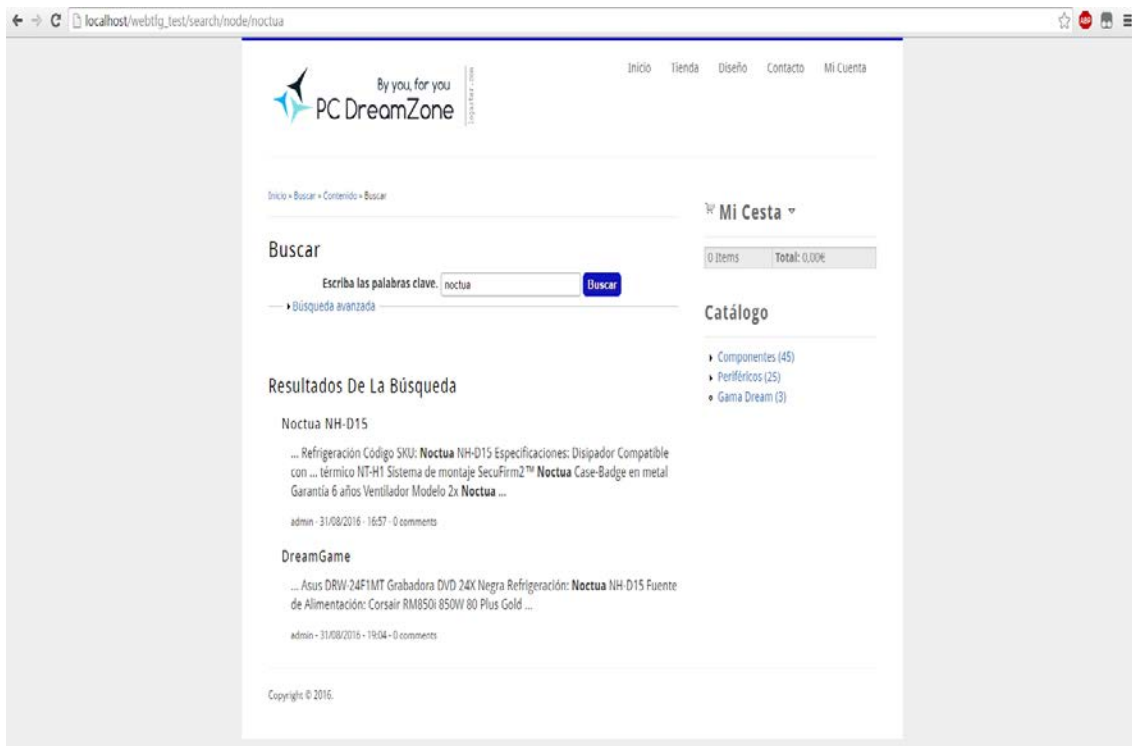 localhost/webtfg_test/search/node/noctua
ABP
By you, for you
PC DreamZone
Inicio Tienda Diseño Contacto Mi Cuenta
Inicio » Buscar » Contenido » Buscar
Buscar
Escriba las palabras clave. noctua Buscar
Búsqueda avanzada
Resultados De La Búsqueda
Noctua NH-D15
... Refrigeración Código SKU: Noctua NH-D15 Especificaciones: Disipador Compatible
con ... térmico NT-H1 Sistema de montaje SecuFirm2™ Noctua Case-Badge en metal
Garantía 6 años Ventilador Modelo 2x Noctua ...
admin - 31/08/2016 - 16:57 - 0 comments
DreamGame
... Asus DRW-24F1MT Grabadora DVD 24X Negra Refrigeración: Noctua NH-D15 Fuente
de Alimentación: Corsair RM850i 850W 80 Plus Gold ...
admin - 31/08/2016 - 19:04 - 0 comments
Mi Cesta
0 Items Total: 0,00€
Catálogo
Componentes (45)
Periféricos (25)
Gama Dream (3)
Copyright © 2016.